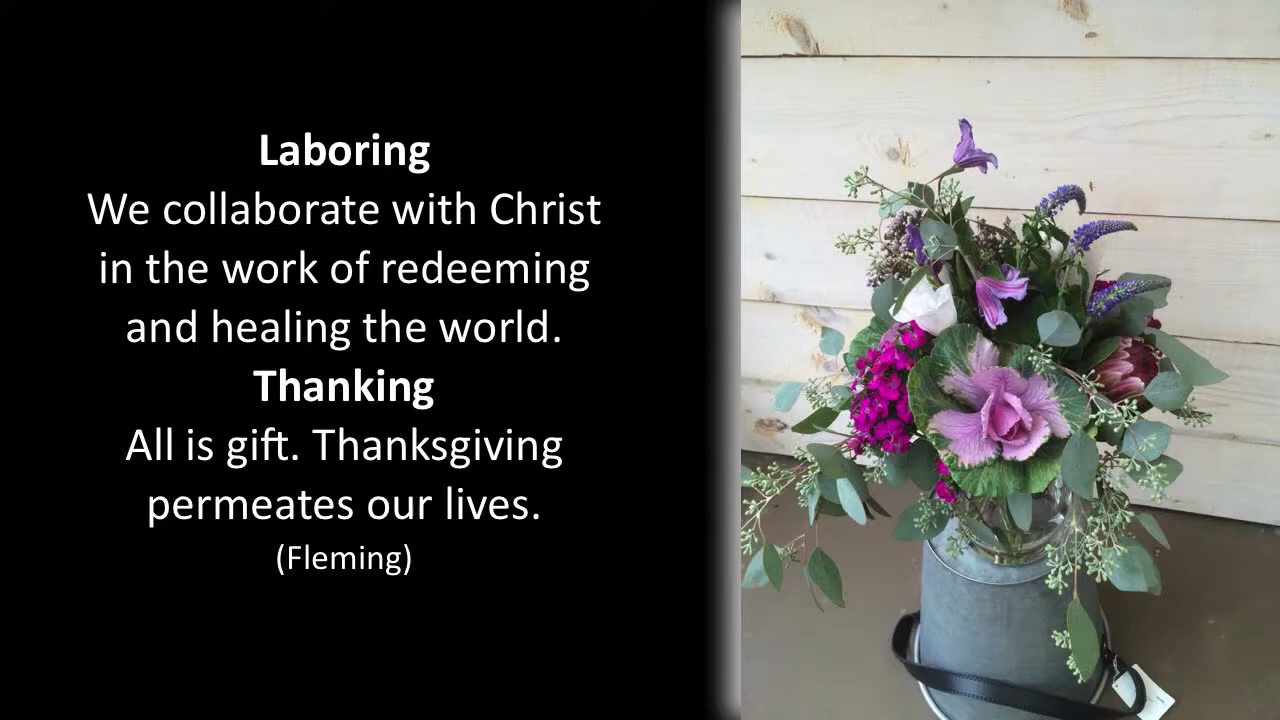 Laboring
We collaborate with Christ
in the work of redeeming
and healing the world.
Thanking
All is gift. Thanksgiving
permeates our lives.
(Fleming)